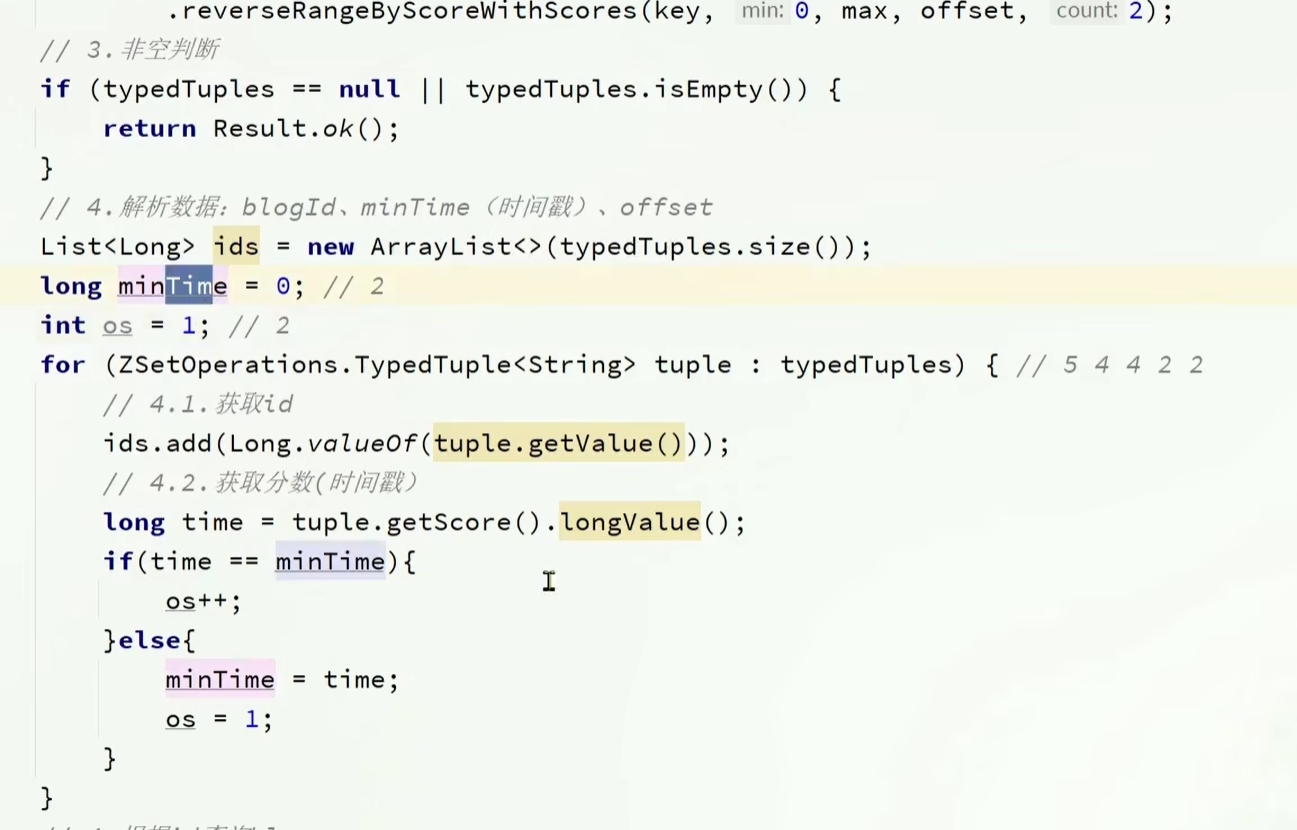 .reverseRangeByScoreWithScores(key, min: 0, max, offset, count: 2);
// 3.非空判断
if (typedTuples == null || typedTuples.isEmpty()) {
return Result.ok();
}
// 4.解析数据：blogId、minTime（时间戳）、offset
List<Long> ids = new ArrayList<>(typedTuples.size());
long minTime = 0; // 2
int os = 1; // 2
for (ZSetOperations.TypedTuple<String> tuple : typedTuples) { // 5 4 4 2 2
// 4.1.获取id
ids.add(Long.valueOf(tuple.getValue()));
// 4.2.获取分数(时间戳）
long time = tuple.getScore().longValue();
if(time == minTime){
os++;
}else{
minTime = time;
os = 1;
}
}